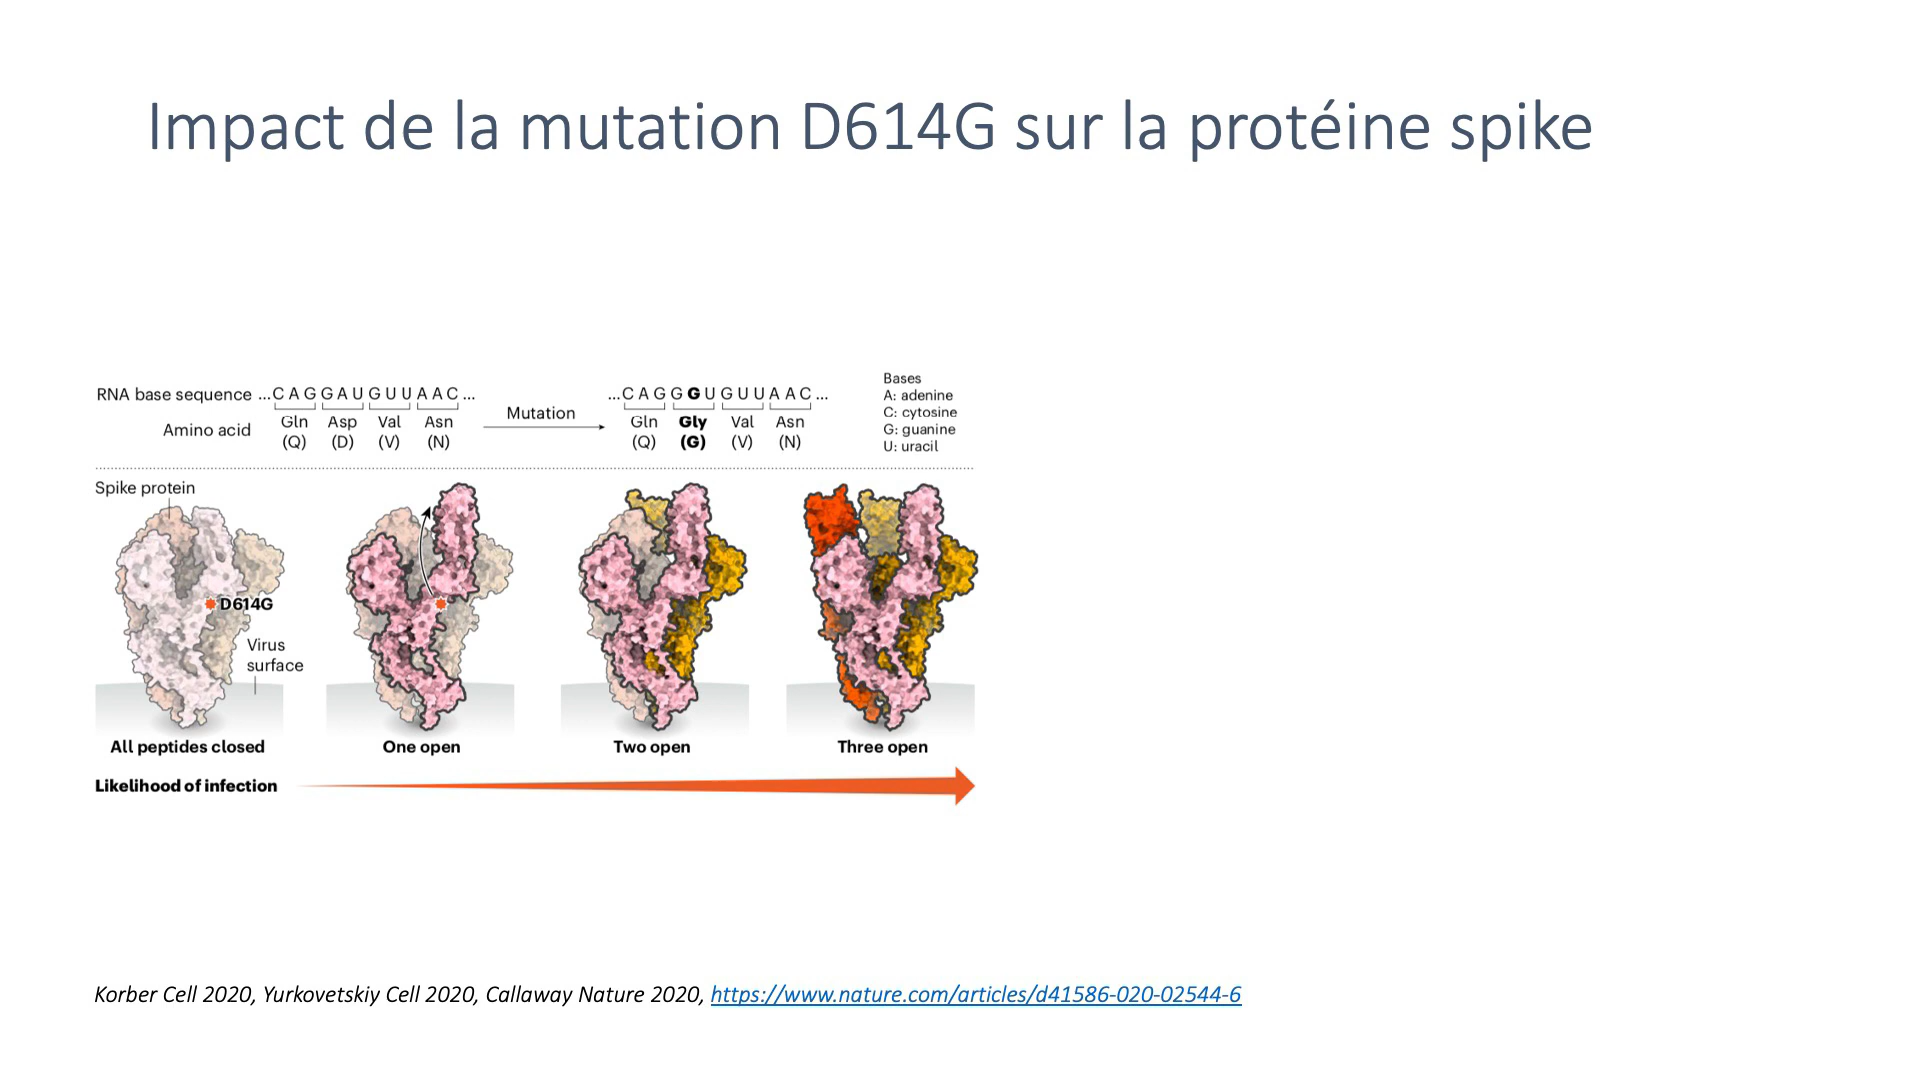 Impact de la mutation D614G sur la protéine spike
RNA base sequence ...C A G G A U G U U A A C ...
Gln Asp Val Asn
Amino acid
(Q) (D) (V) (N)
Mutation
...C A G G G U G U U A A C ...
Gln Gly Val Asn
(Q) (G) (V) (N)
Bases
A: adenine
C: cytosine
G: guanine
U: uracil
Spike protein
D614G
Virus
surface
All peptides closed
One open
Two open
Three open
Likelihood of infection
Korber Cell 2020, Yurkovetskiy Cell 2020, Callaway Nature 2020, https://www.nature.com/articles/d41586-020-02544-6